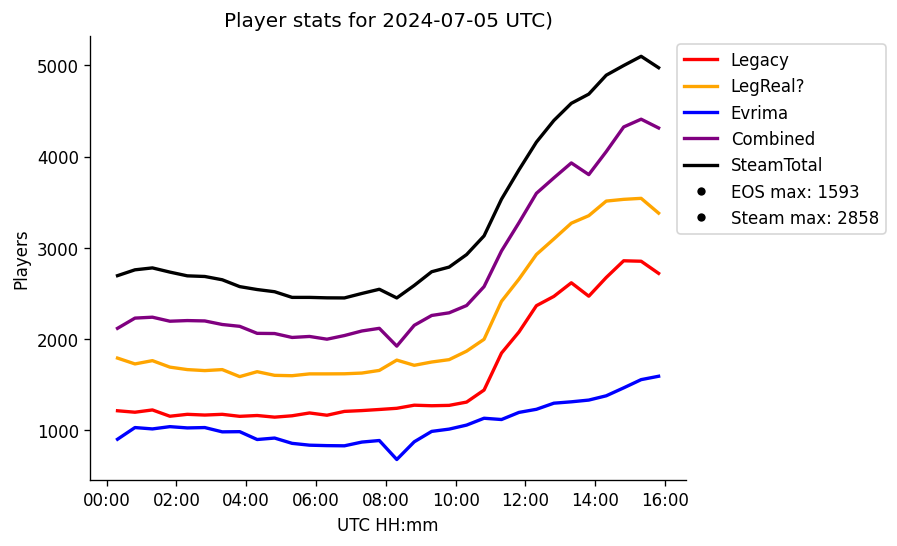 Player stats for 2024-07-05 UTC)
5000
4000
3000
2000
1000
Players
00:00 02:00 04:00 06:00 08:00 10:00 12:00 14:00 16:00
UTC HH:mm
Legacy
LegReal?
Evrima
Combined
SteamTotal
EOS max: 1593
Steam max: 2858